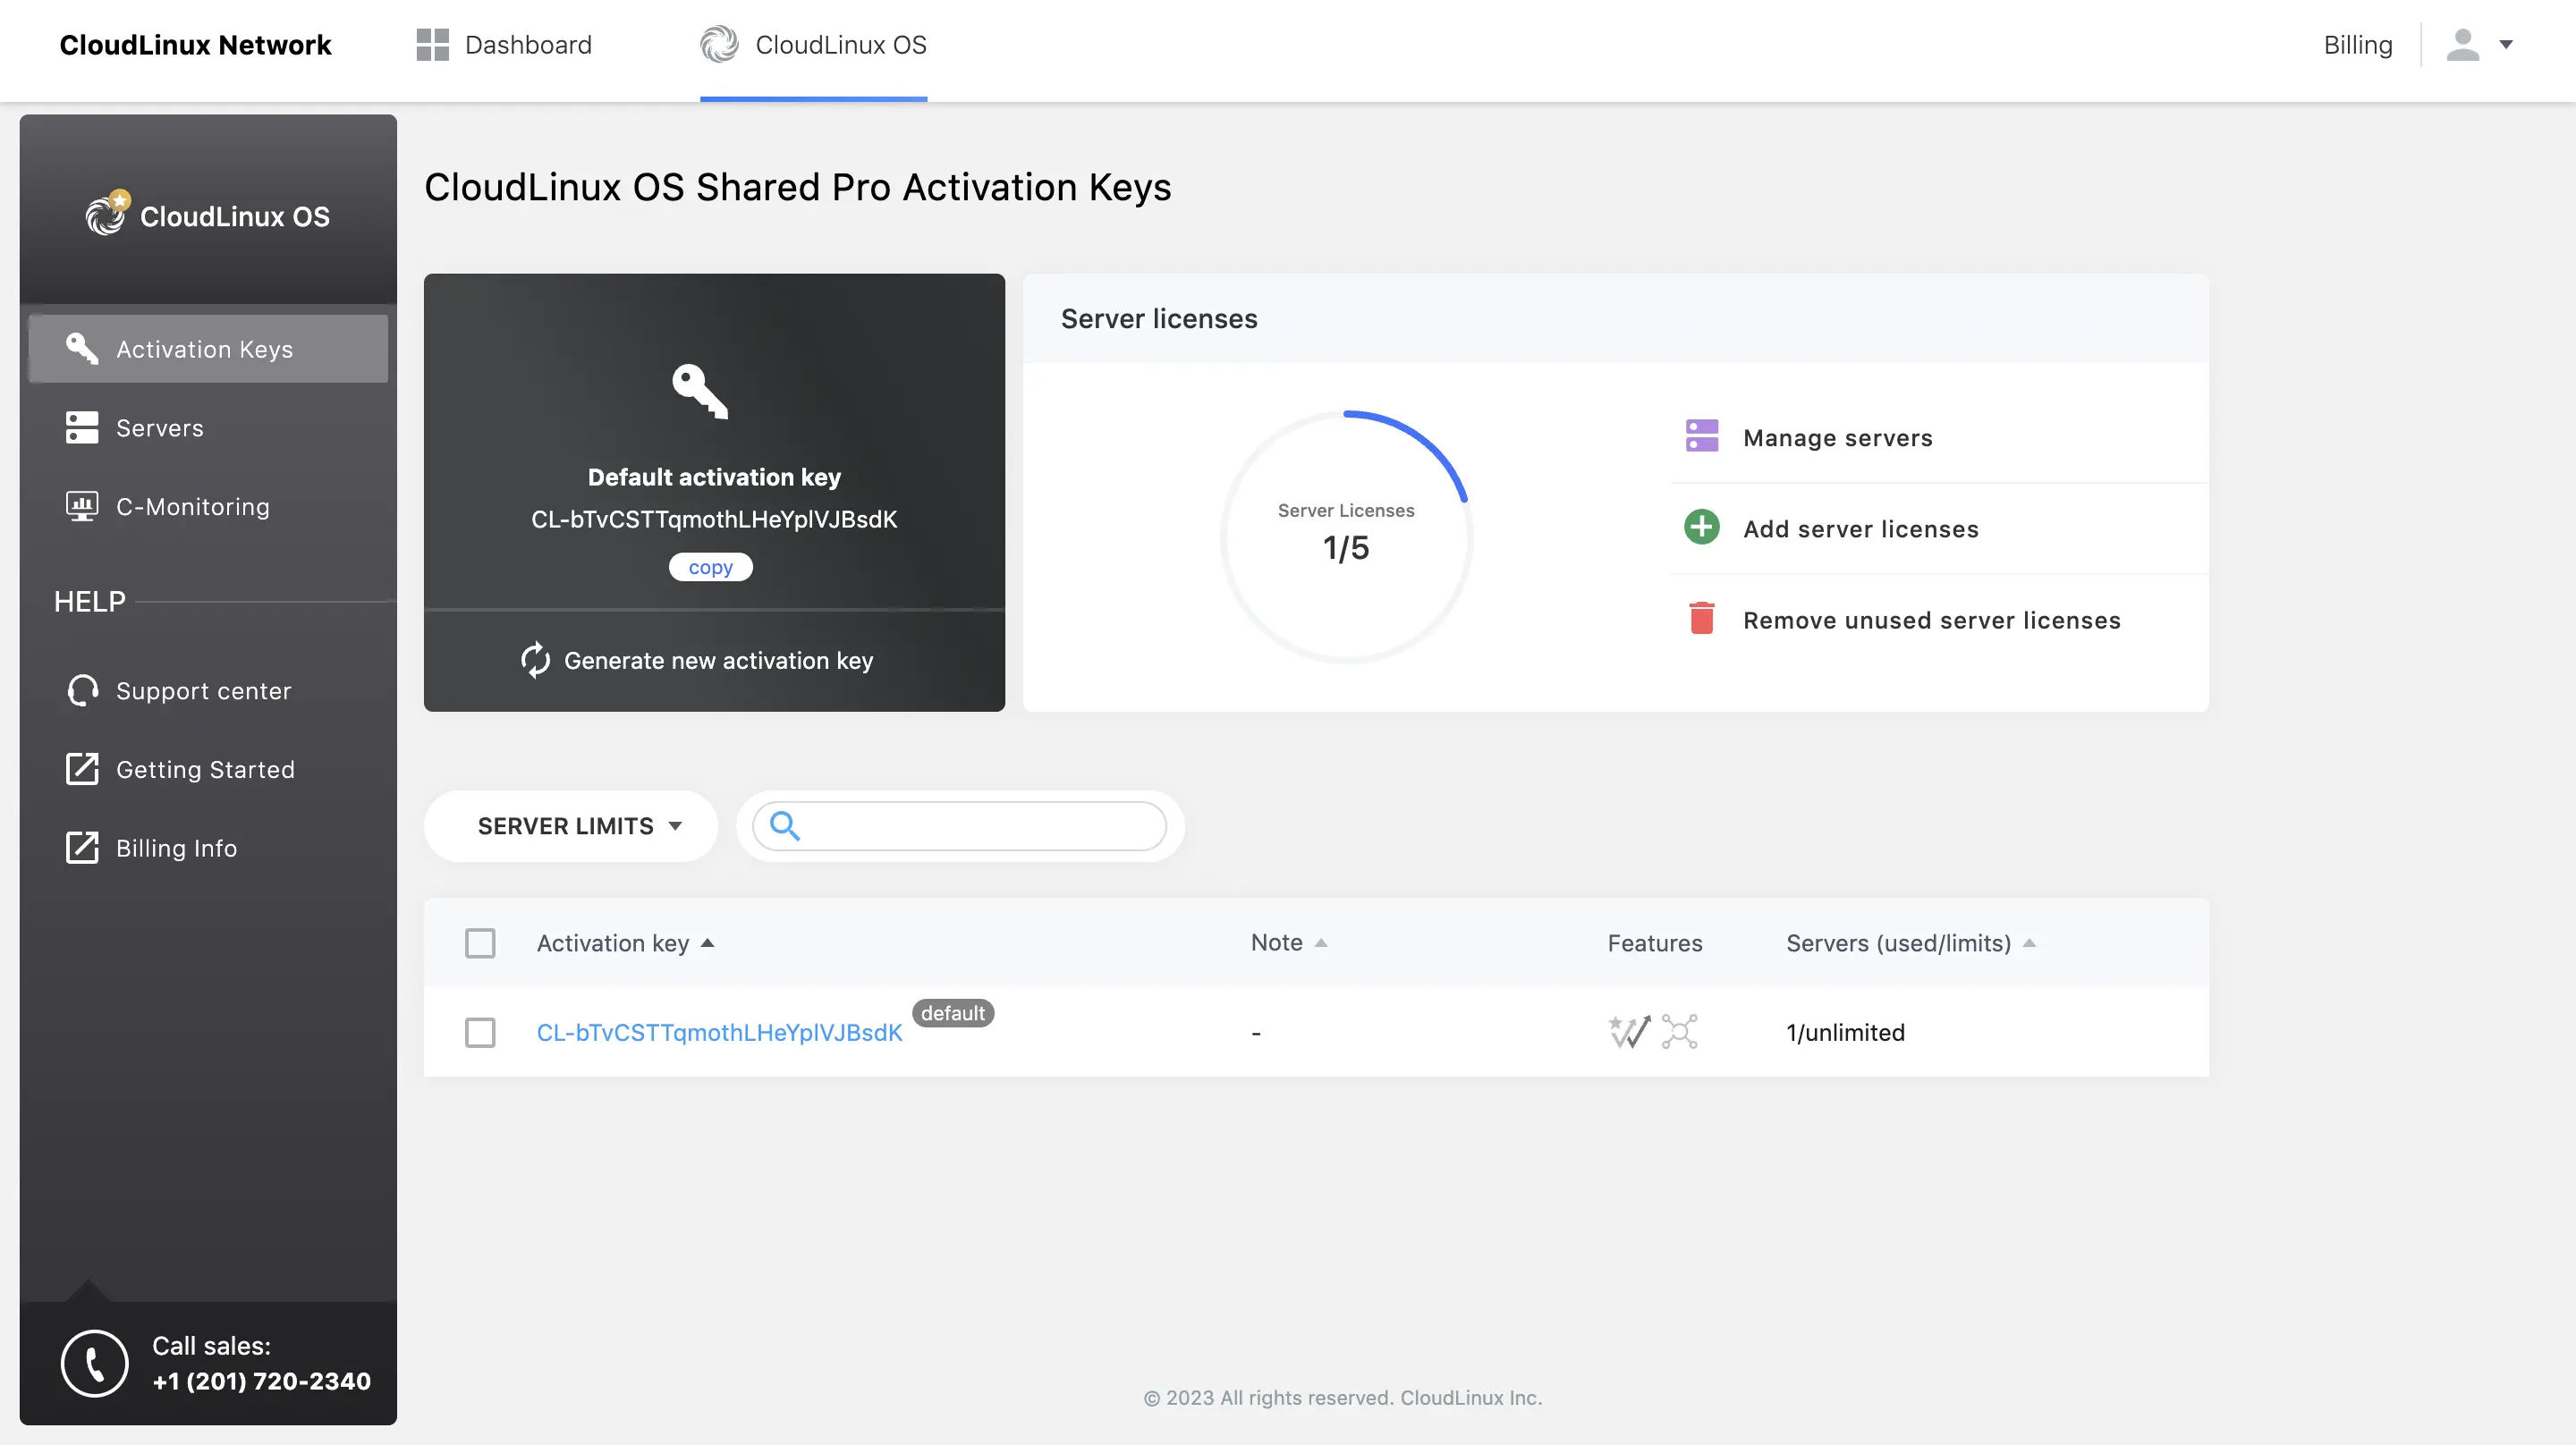 CloudLinux Network
Dashboard
CloudLinux OS
Billing
CloudLinux OS
Activation Keys
Servers
C-Monitoring
HELP
Support center
Getting Started
Billing Info
Call sales:
+1 (201) 720-2340
CloudLinux OS Shared Pro Activation Keys
Default activation key
CL-bTvCSTTqmothLHeYplVJBsdK
copy
Generate new activation key
Server licenses
Server Licenses
1/5
Manage servers
Add server licenses
Remove unused server licenses
SERVER LIMITS
Activation key
Note
Features
Servers (used/limits)
CL-bTvCSTTqmothLHeYplVJBsdK
default
-
1/unlimited
© 2023 All rights reserved. CloudLinux Inc.